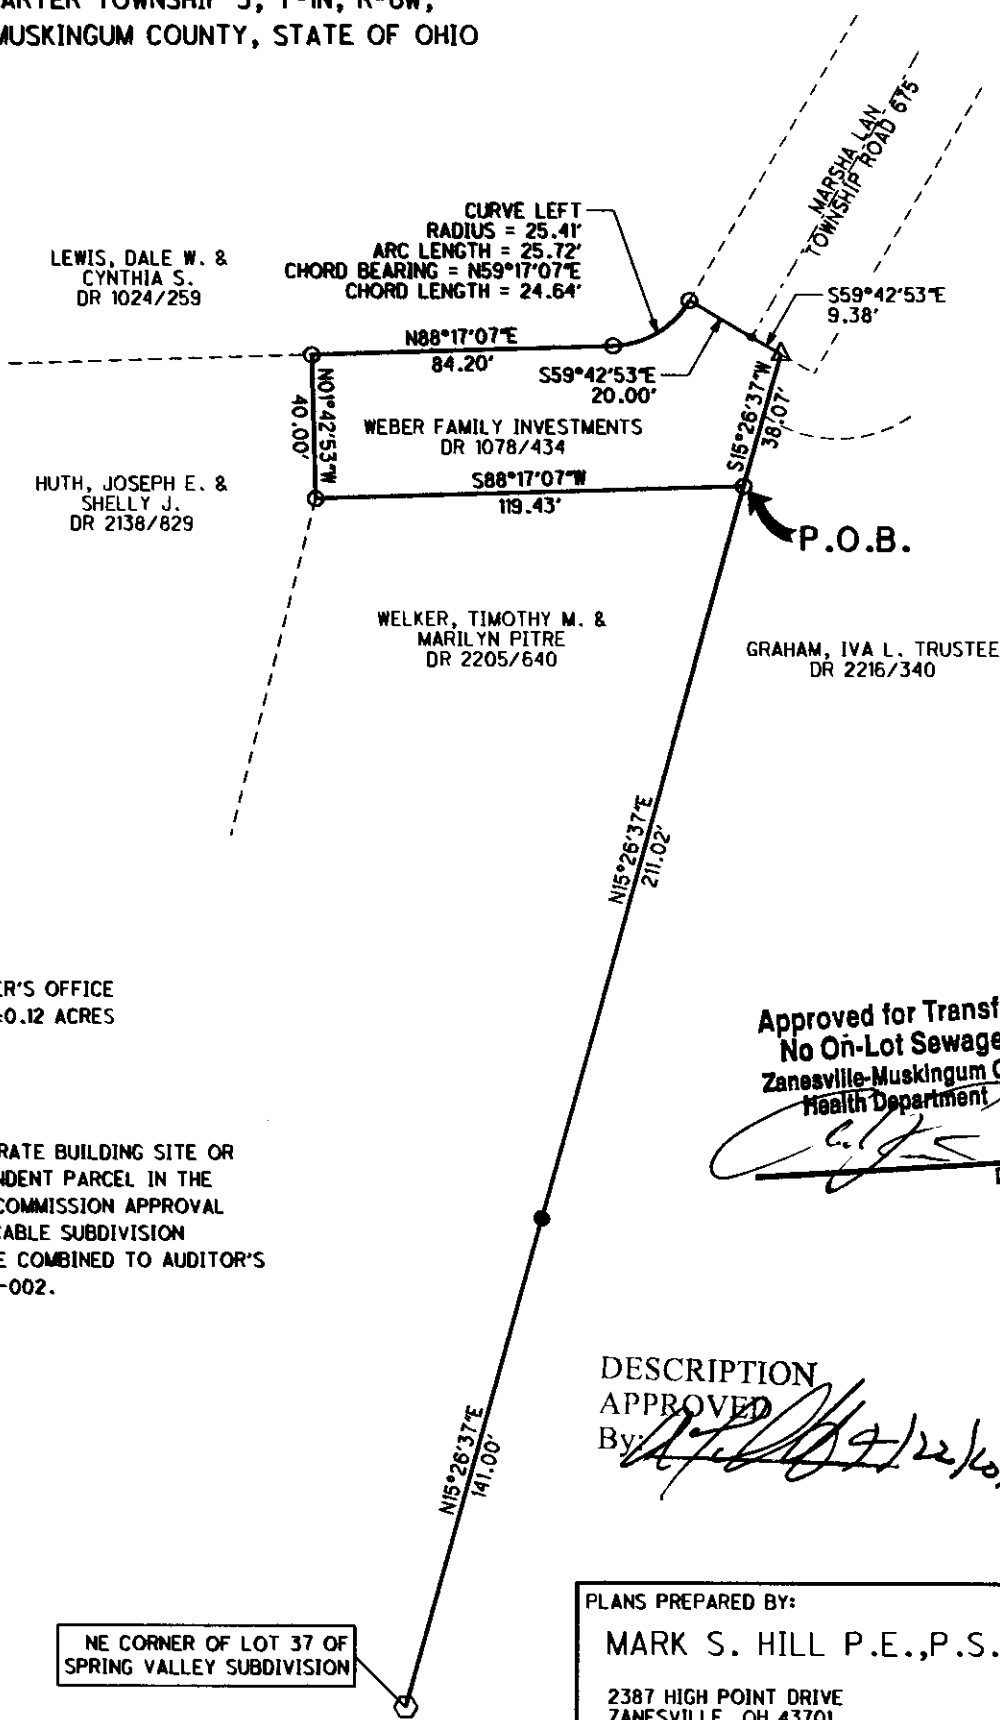 MUSKINGUM COUNTY, STATE OF OHIO
MARSHA LAN
TOWNSHIP ROAD 675
CURVE LEFT
RADIUS = 25.41'
ARC LENGTH = 25.72'
CHORD BEARING = N59°17'07"E
CHORD LENGTH = 24.64'
LEWIS, DALE W. &
CYNTHIA S.
DR 1024/259
S59°42'53"E
9.38'
N88°17'07"E
84.20'
S59°42'53"E
20.00'
N01°42'53"W
40.00'
S15°26'37"W
38.07'
WEBER FAMILY INVESTMENTS
DR 1078/434
HUTH, JOSEPH E. &
SHELLY J.
DR 2138/829
S88°17'07"W
119.43'
P.O.B.
WELKER, TIMOTHY M. &
MARILYN PITRE
DR 2205/640
GRAHAM, IVA L. TRUSTEE
DR 2216/340
N15°26'37"E
211.02'
ER'S OFFICE
±0.12 ACRES
Approved for Transf
No On-Lot Sewage
Zanesville-Muskingum C
Health Department
RATE BUILDING SITE OR
NDENT PARCEL IN THE
COMMISSION APPROVAL
CABLE SUBDIVISION
E COMBINED TO AUDITOR'S
-002.
DESCRIPTION
APPROVED
By:
N15°26'37"E
141.00'
NE CORNER OF LOT 37 OF
SPRING VALLEY SUBDIVISION
PLANS PREPARED BY:
MARK S. HILL P.E.,P.S.
2387 HIGH POINT DRIVE
ZANESVILLE, OH 43701